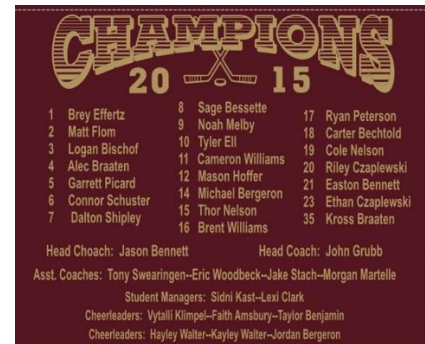 CHAMPIONS
20 15
1 Brey Effertz
2 Matt Flom
3 Logan Bischof
4 Alec Braaten
5 Garrett Picard
6 Connor Schuster
7 Dalton Shipley
8 Sage Bessette
9 Noah Melby
10 Tyler Ell
11 Cameron Williams
12 Mason Hoffer
14 Michael Bergeron
15 Thor Nelson
16 Brent Williams
17 Ryan Peterson
18 Carter Bechtold
19 Cole Nelson
20 Riley Czaplewski
21 Easton Bennett
23 Ethan Czaplewski
35 Kross Braaten
Head Choach: Jason Bennett Head Coach: John Grubb
Asst. Coaches: Tony Swearingen--Eric Woodbeck--Jake Stach--Morgan Martelle
Student Managers: Sidni Kast--Lexi Clark
Cheerleaders: Vytalli Klimpel--Faith Amsbury--Taylor Benjamin
Cheerleaders: Hayley Walter--Kayley Walter--Jordan Bergeron